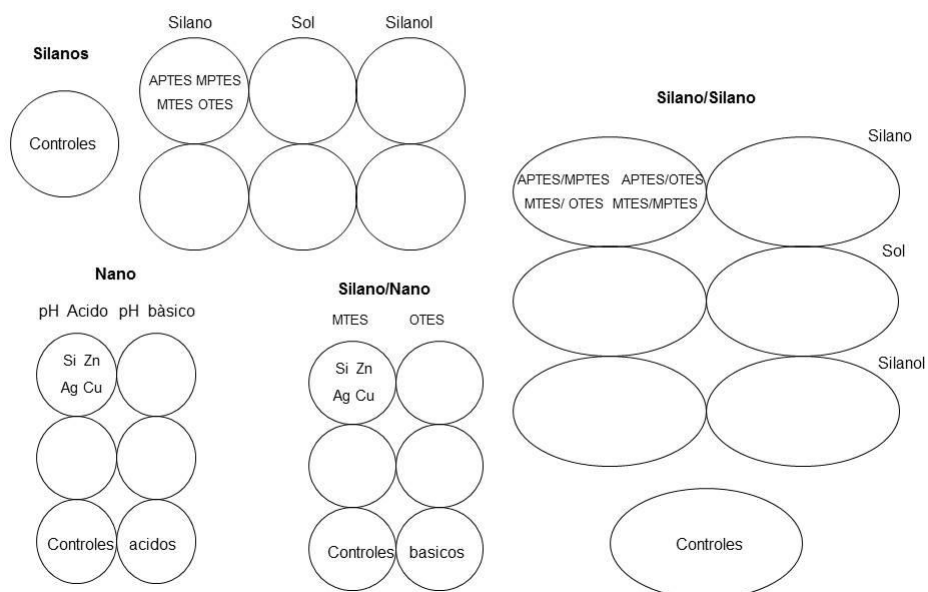 Silanos
Controles
Silano Sol Silanol
APTES MPTES
MTES OTES
Silano/Silano
Silano
APTES/MPTES APTES/OTES
MTES/ OTES MTES/MPTES
Sol
Silanol
Controles
Nano
pH Acido pH bàsico
Si Zn
Ag Cu
Controles acidos
Silano/Nano
MTES OTES
Si Zn
Ag Cu
Controles basicos